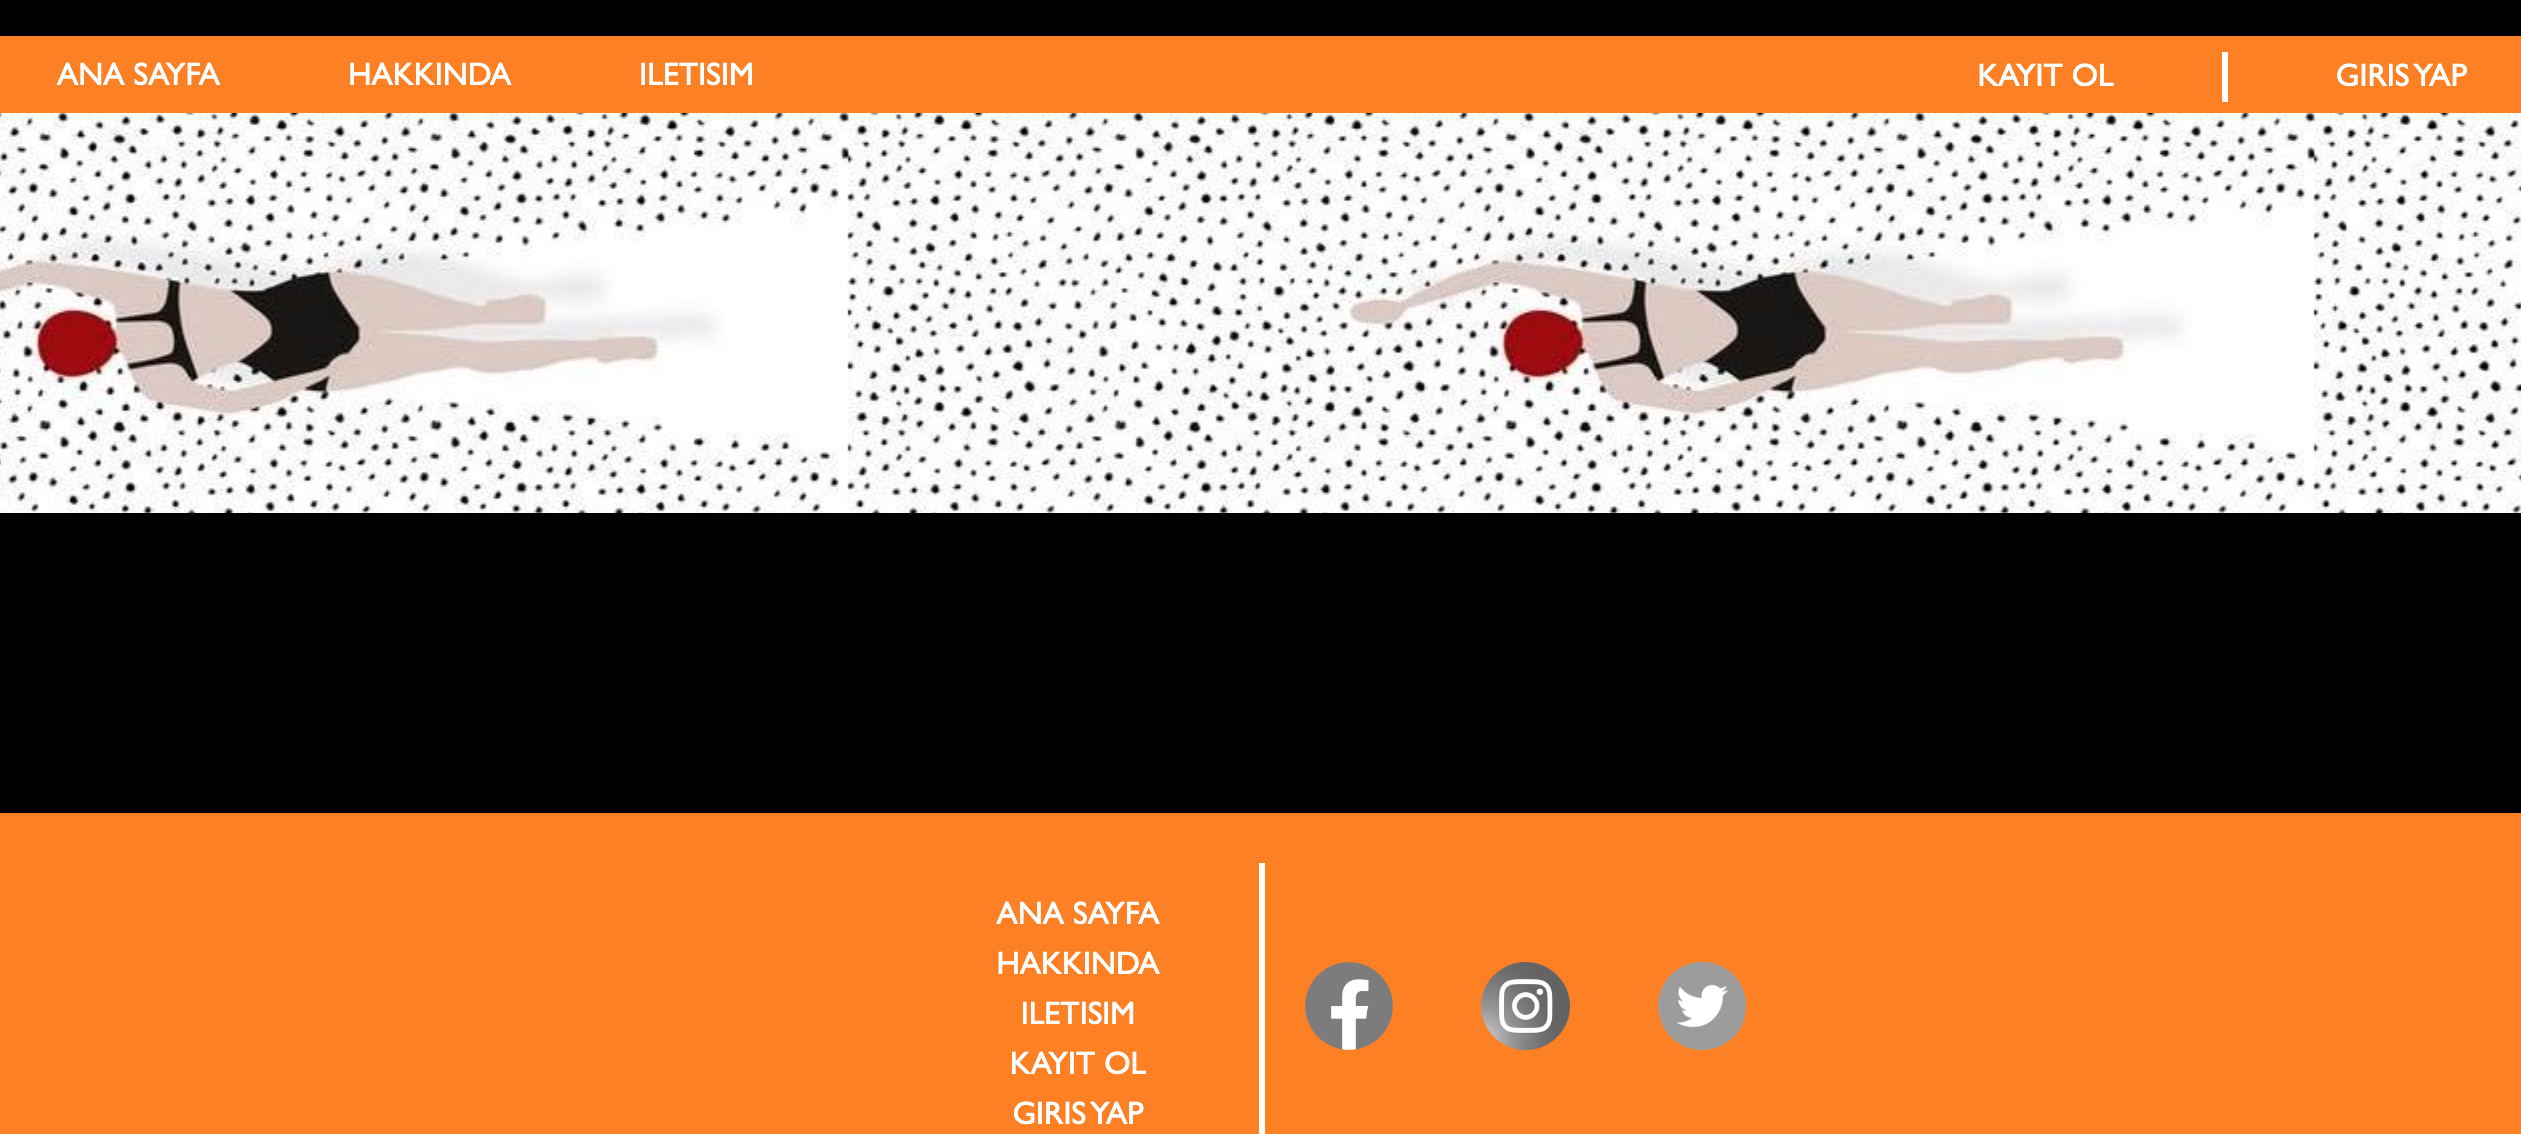 ANA SAYFA HAKKINDA ILETISIM KAYIT OL GIRIS YAP
ANA SAYFA
HAKKINDA
ILETISIM
KAYIT OL
GIRIS YAP